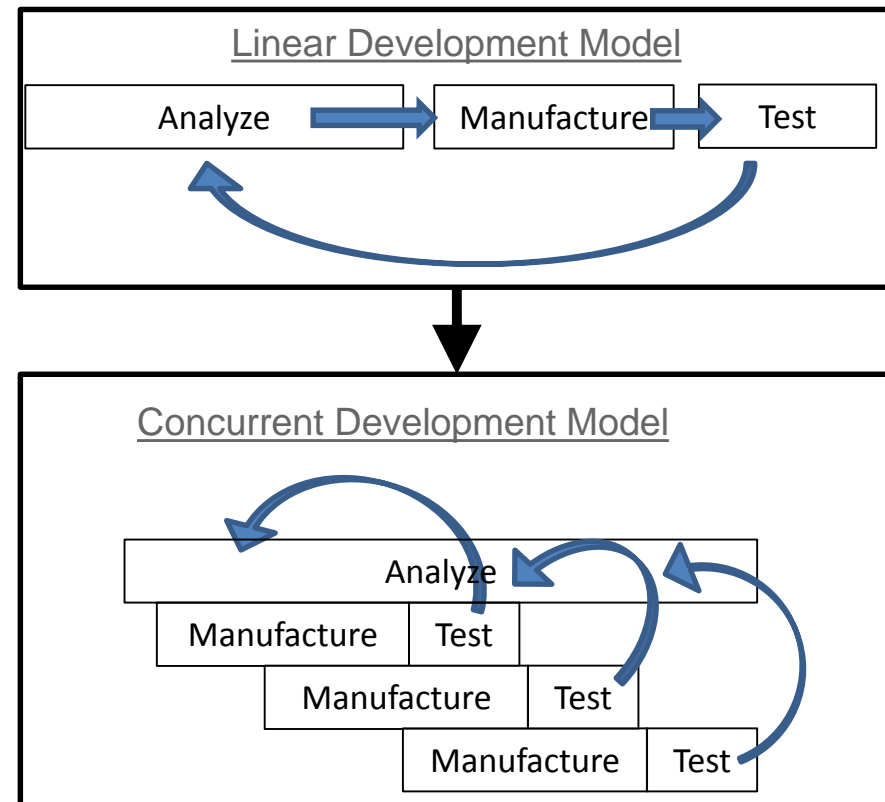 Linear Development Model
Analyze Manufacture Test
Concurrent Development Model
Analyze
Manufacture Test
Manufacture Test
Manufacture Test